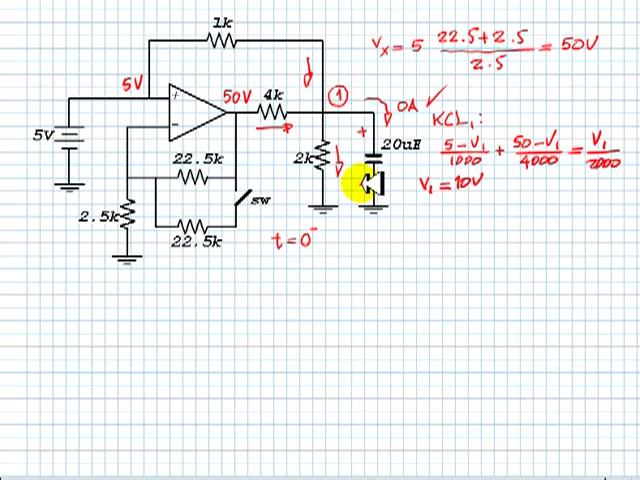 1k
Vx = 5 (22.5+2.5)/2.5 = 50V
5V
50V 4k
1
0A ✓
KCL1:
+
-
5V
+
20uF
(5-V1)/1000 + (50-V1)/4000 = V1/2000
22.5k
2k
V1 = 10V
SW
2.5k
22.5k
t=0⁻